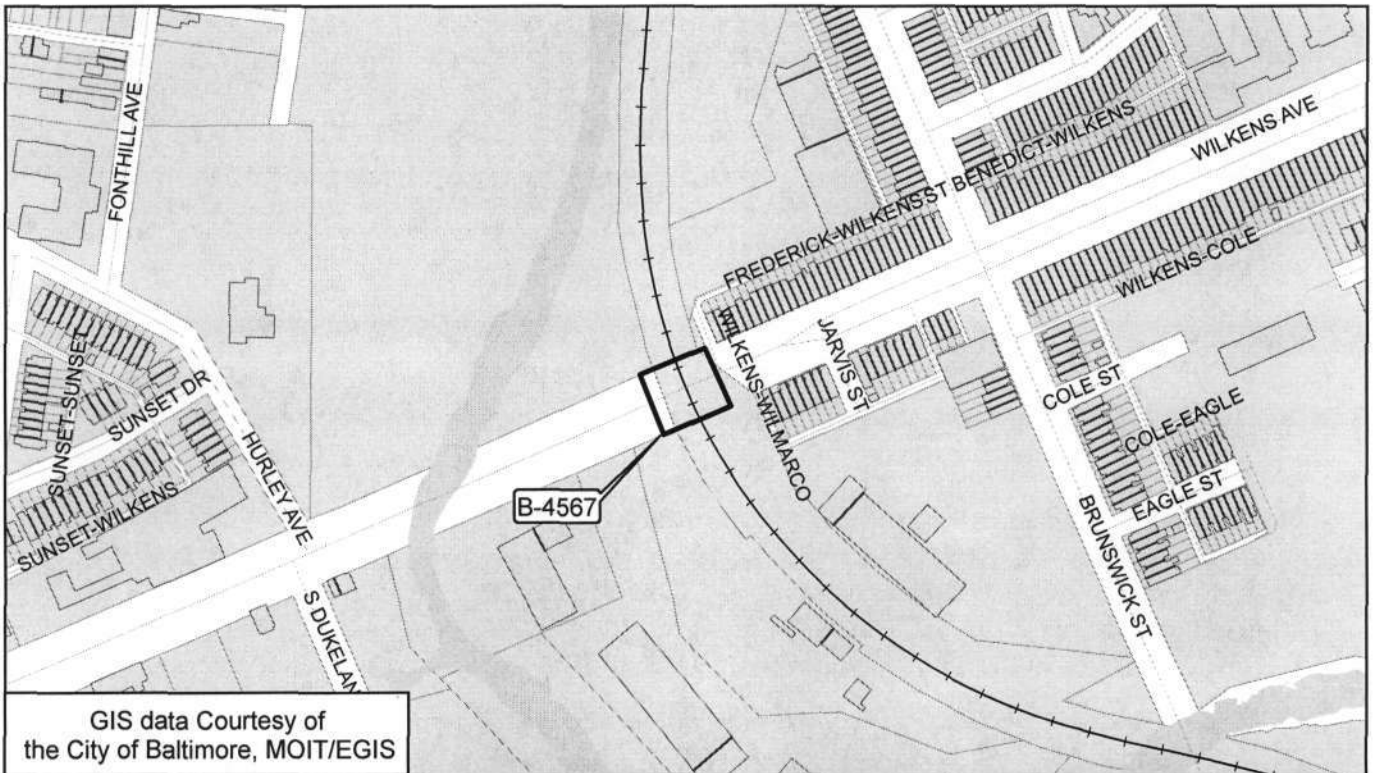 FONTHILL AVE
WILKENS AVE
FREDERICK-WILKENS ST BENEDICT-WILKENS
WILKENS-COLE
WILKENS-WILMARCO
JARVIS ST
SUNSET-SUNSET
SUNSET DR
HURLEY AVE
COLE ST
COLE-EAGLE
SUNSET-WILKENS
B-4567
EAGLE ST
BRUNSWICK ST
S DUKELAN
GIS data Courtesy of
the City of Baltimore, MOIT/EGIS